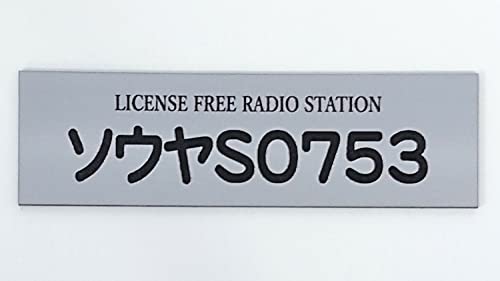 LICENSE FREE RADIO STATION
ソウヤSO753